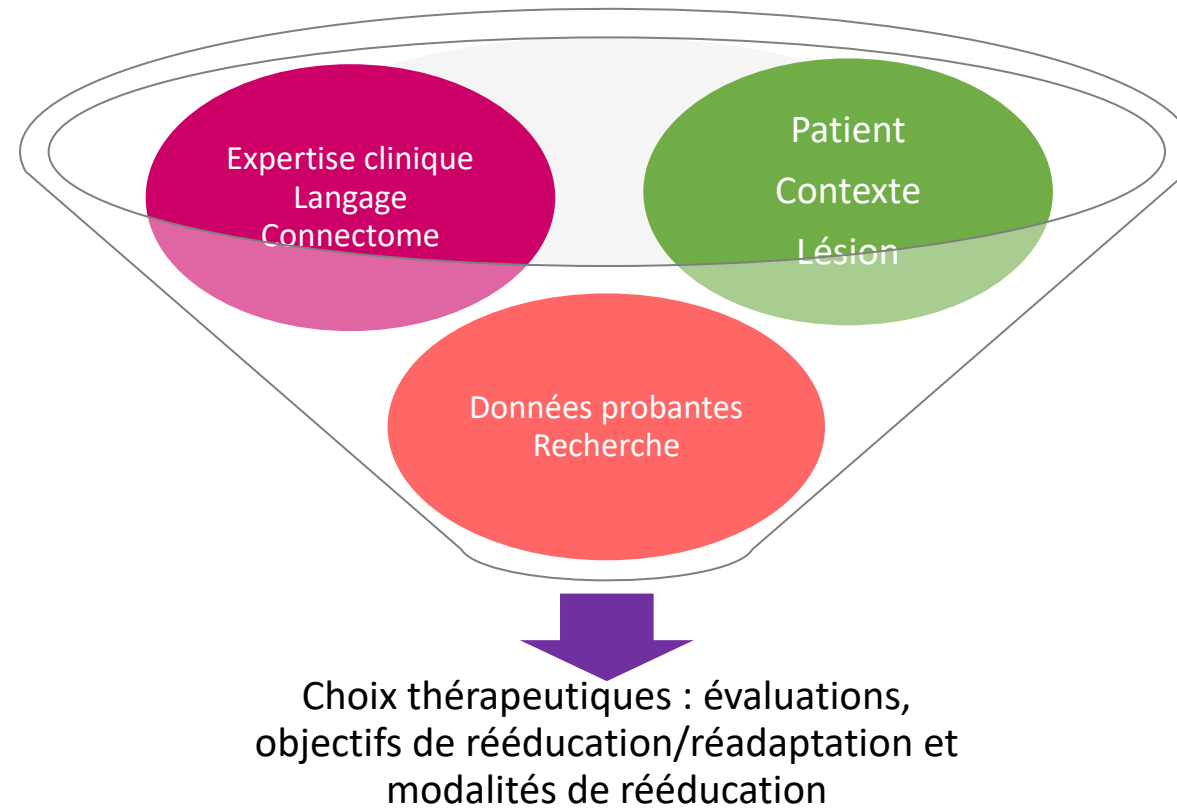 Expertise clinique
Langage
Connectome
Patient
Contexte
Lésion
Données probantes
Recherche
Choix thérapeutiques : évaluations,
objectifs de rééducation/réadaptation et
modalités de rééducation